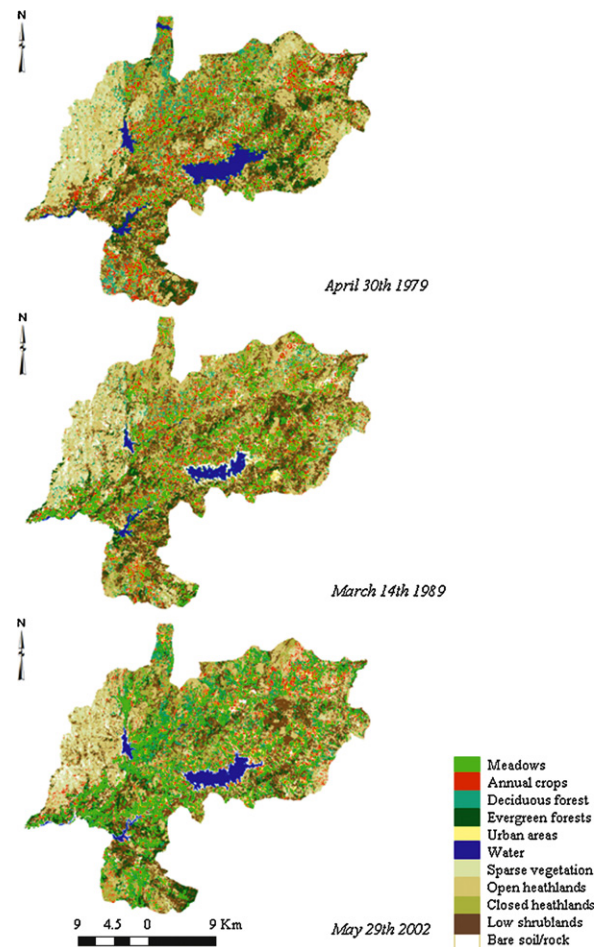 N
April 30th 1979
N
March 14th 1989
N
Meadows
Annual crops
Deciduous forest
Evergreen forests
Urban areas
Water
Sparse vegetation
Open heathlands
Closed heathlands
Low shrublands
Bare soil/rock
May 29th 2002
9 4.5 0 9 Km